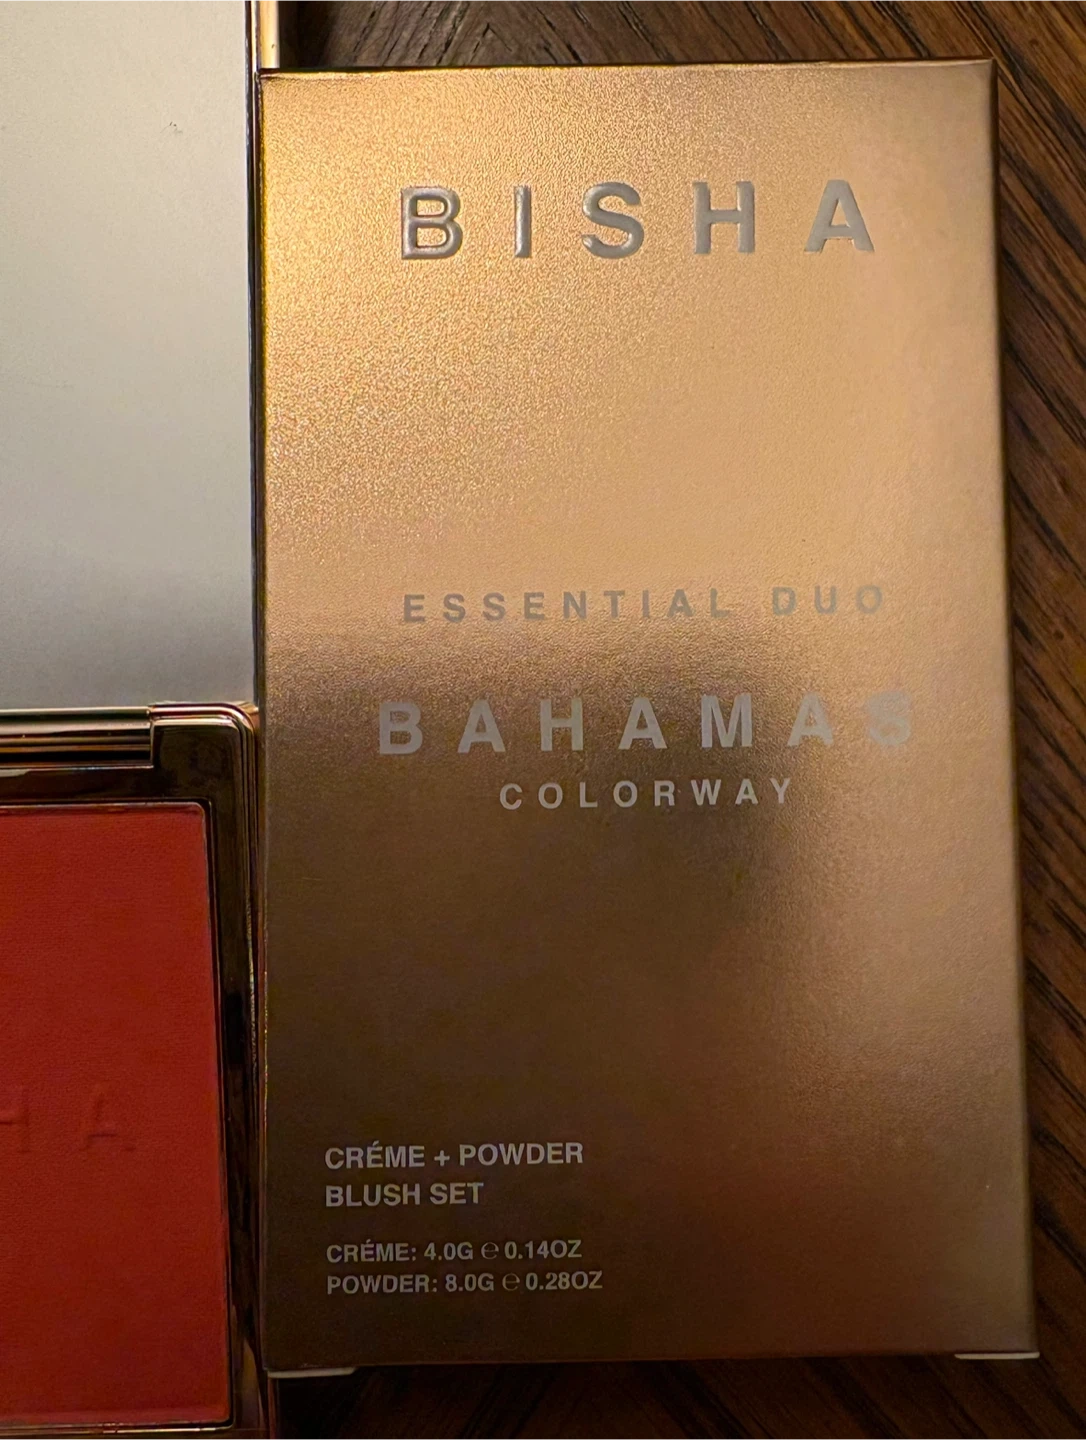 BISHA
ESSENTIAL DUO
BAHAMAS
COLORWAY
CRÉME + POWDER
BLUSH SET
CRÉME: 4.0G ℮ 0.14OZ
POWDER: 8.0G ℮ 0.28OZ
HA